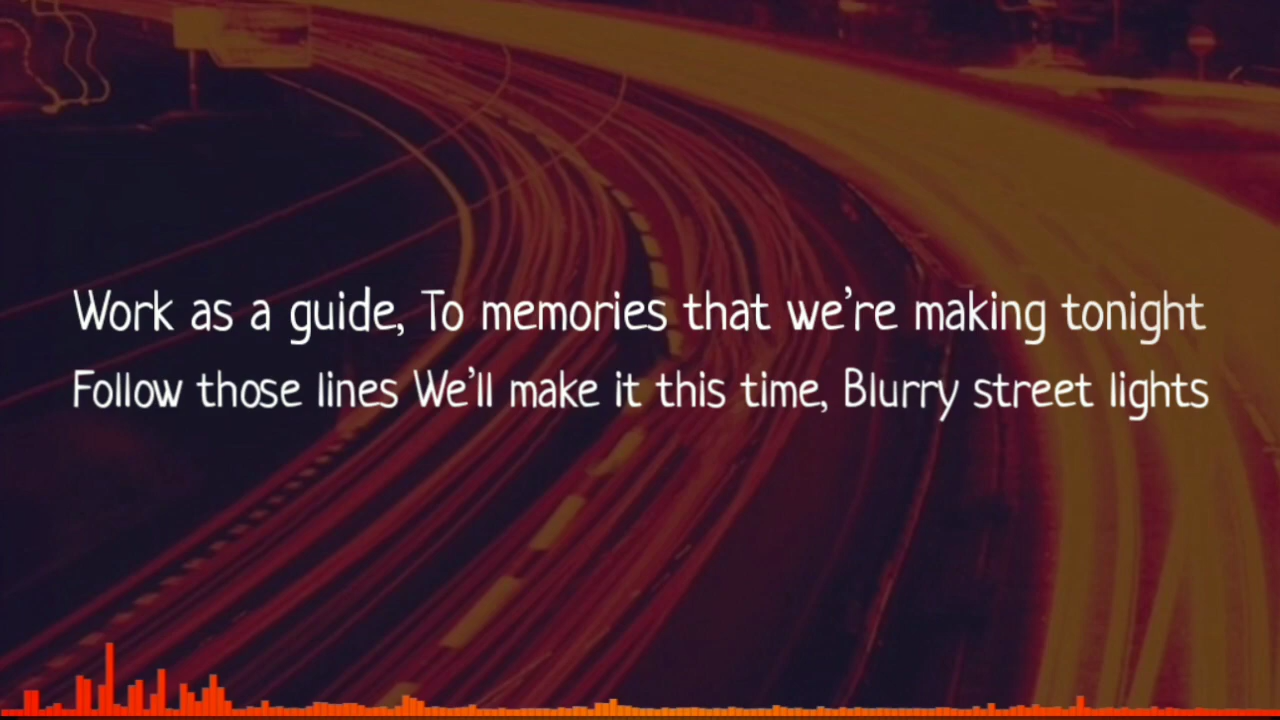 Work as a guide, To memories that we’re making tonight
Follow those lines We’ll make it this time, Blurry street lights